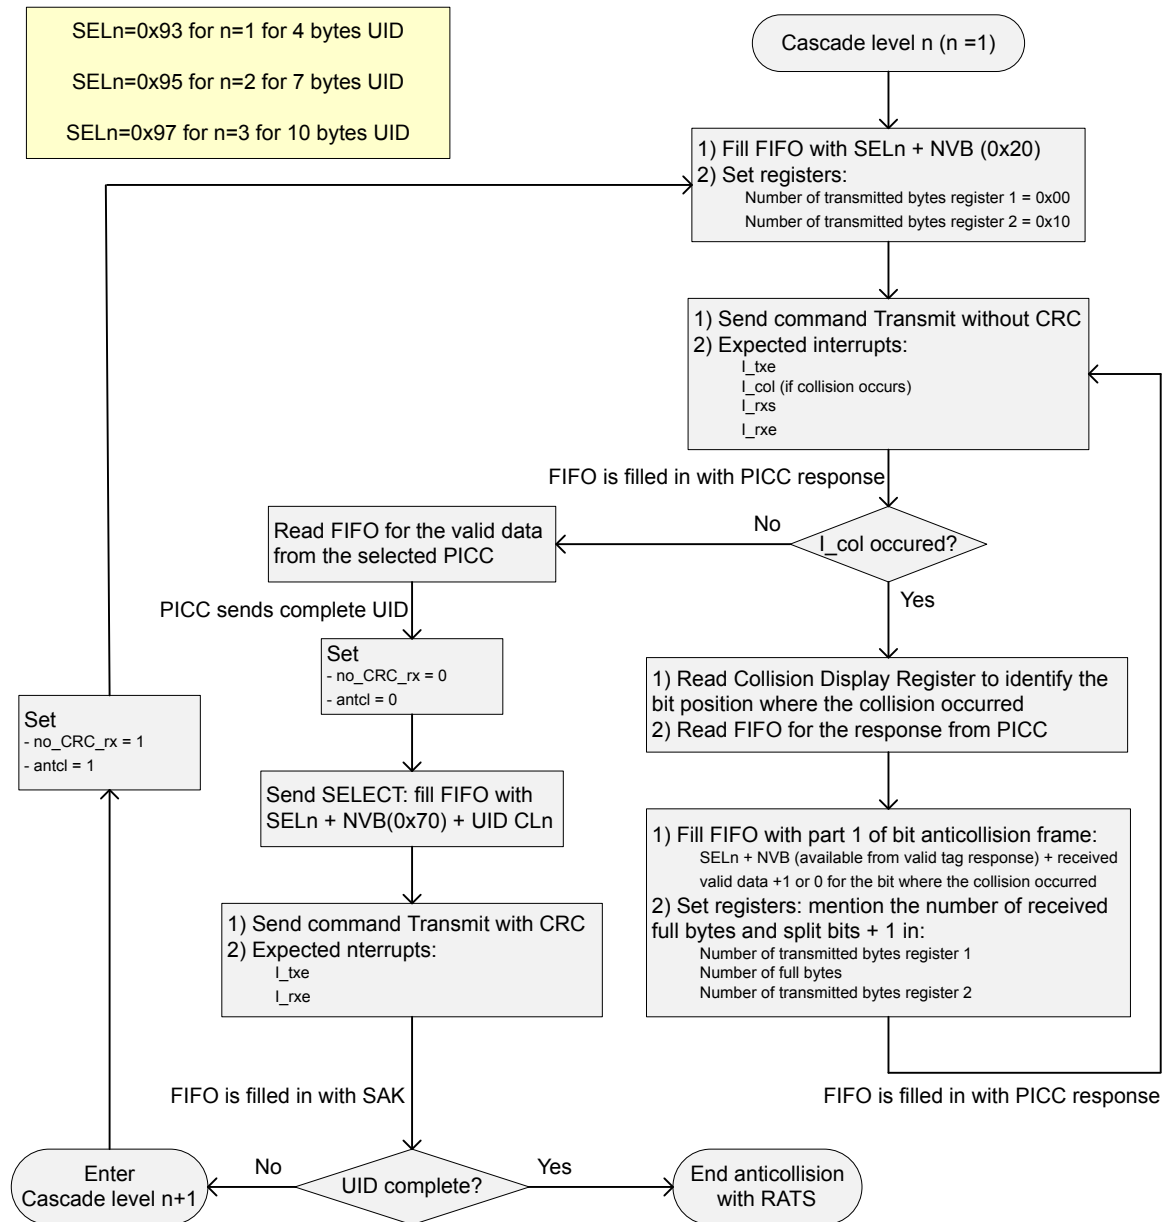 SELn=0x93 for n=1 for 4 bytes UID
SELn=0x95 for n=2 for 7 bytes UID
SELn=0x97 for n=3 for 10 bytes UID
Cascade level n (n =1)
1) Fill FIFO with SELn + NVB (0x20)
2) Set registers:
Number of transmitted bytes register 1 = 0x00
Number of transmitted bytes register 2 = 0x10
1) Send command Transmit without CRC
2) Expected interrupts:
I_txe
I_col (if collision occurs)
I_rxs
I_rxe
FIFO is filled in with PICC response
I_col occured?
No
Yes
Read FIFO for the valid data
from the selected PICC
PICC sends complete UID
Set
- no_CRC_rx = 0
- antcl = 0
Send SELECT: fill FIFO with
SELn + NVB(0x70) + UID CLn
1) Send command Transmit with CRC
2) Expected nterrupts:
I_txe
I_rxe
FIFO is filled in with SAK
1) Read Collision Display Register to identify the
bit position where the collision occurred
2) Read FIFO for the response from PICC
1) Fill FIFO with part 1 of bit anticollision frame:
SELn + NVB (available from valid tag response) + received
valid data +1 or 0 for the bit where the collision occurred
2) Set registers: mention the number of received
full bytes and split bits + 1 in:
Number of transmitted bytes register 1
Number of full bytes
Number of transmitted bytes register 2
FIFO is filled in with PICC response
Set
- no_CRC_rx = 1
- antcl = 1
Enter
Cascade level n+1
No
UID complete?
Yes
End anticollision
with RATS